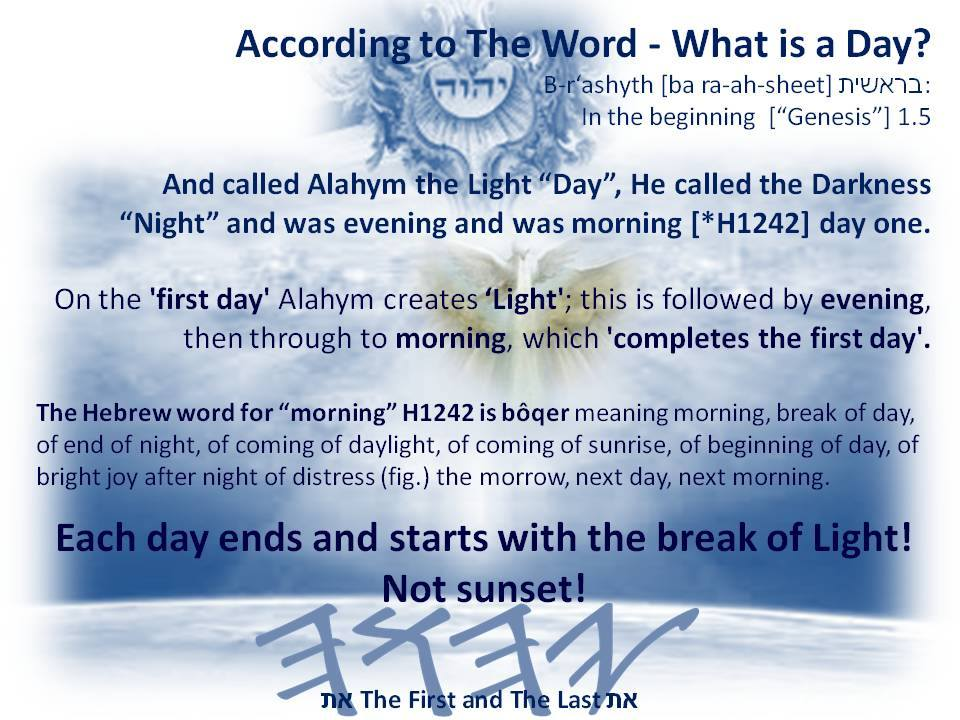 According to The Word - What is a Day?
יהוה
B-r‘ashyth [ba ra-ah-sheet] בראשית:
In the beginning [“Genesis”] 1.5
And called Alahym the Light “Day”, He called the Darkness
“Night” and was evening and was morning [*H1242] day one.
On the 'first day' Alahym creates ‘Light'; this is followed by evening,
then through to morning, which 'completes the first day'.
The Hebrew word for “morning” H1242 is bôqer meaning morning, break of day,
of end of night, of coming of daylight, of coming of sunrise, of beginning of day, of
bright joy after night of distress (fig.) the morrow, next day, next morning.
Each day ends and starts with the break of Light!
Not sunset!
𐤉𐤄𐤅𐤄
את The First and The Last את